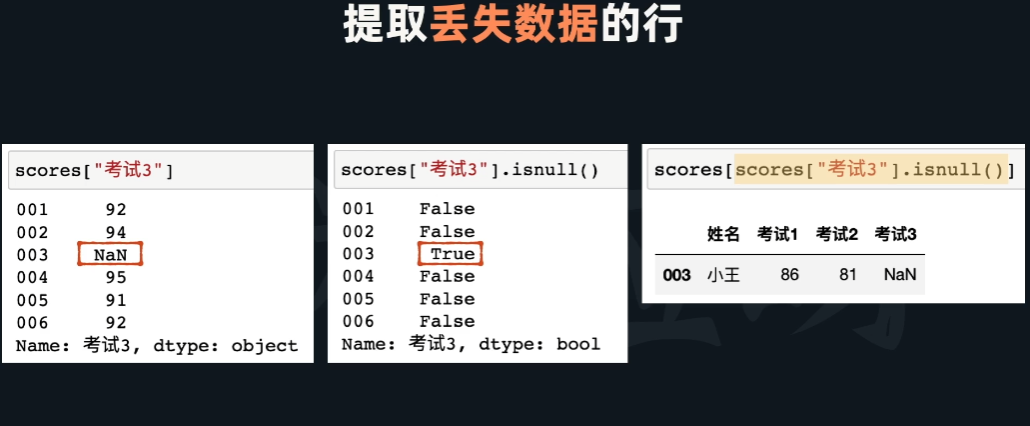 提取丢失数据的行
scores["考试3"]
001 92
002 94
003 NaN
004 95
005 91
006 92
Name: 考试3, dtype: object
scores["考试3"].isnull()
001 False
002 False
003 True
004 False
005 False
006 False
Name: 考试3, dtype: bool
scores[scores["考试3"].isnull()]
姓名 考试1 考试2 考试3
003 小王 86 81 NaN